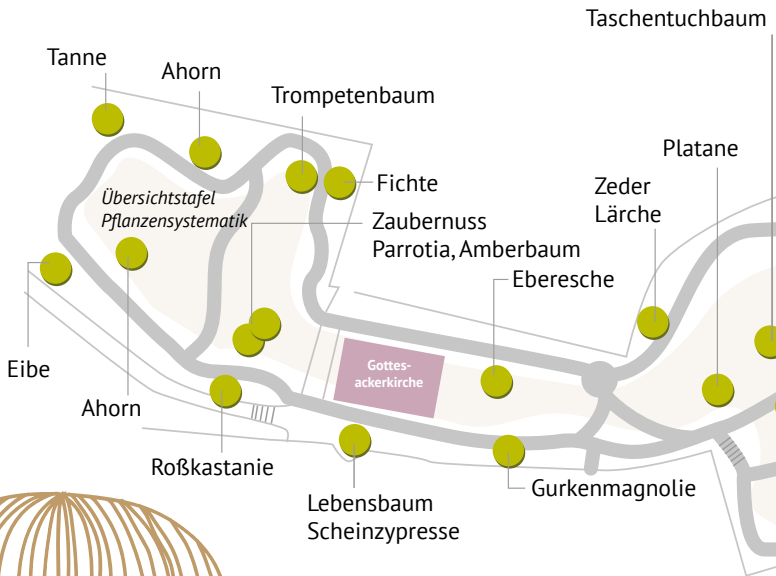 Taschentuchbaum
Tanne
Ahorn
Trompetenbaum
Platane
Fichte
Zeder
Lärche
Übersichtstafel
Pflanzensystematik
Zaubernuss
Parrotia, Amberbaum
Eberesche
Eibe
Gottes-
ackerkirche
Ahorn
Roßkastanie
Lebensbaum
Scheinzypresse
Gurkenmagnolie